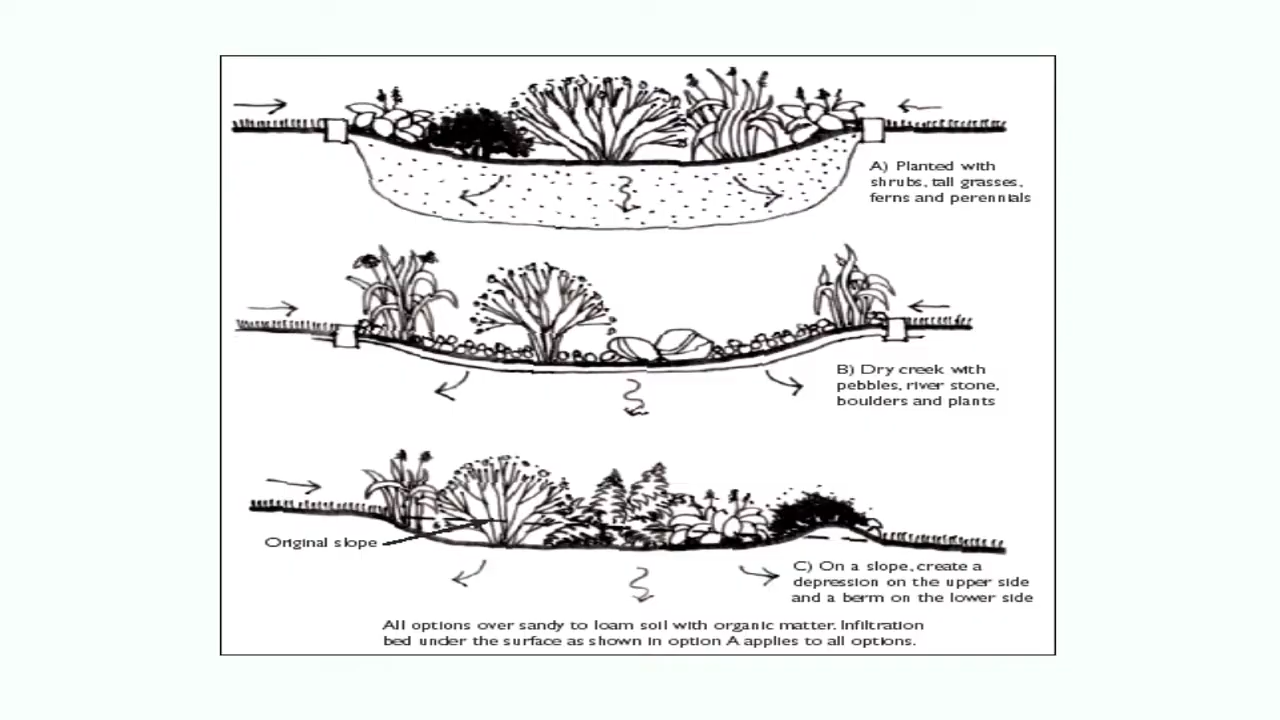 A) Planted with
shrubs, tall grasses,
ferns and perennials
B) Dry creek with
pebbles, river stone,
boulders and plants
Original slope
C) On a slope, create a
depression on the upper side
and a berm on the lower side
All options over sandy to loam soil with organic matter. Infiltration
bed under the surface as shown in option A applies to all options.